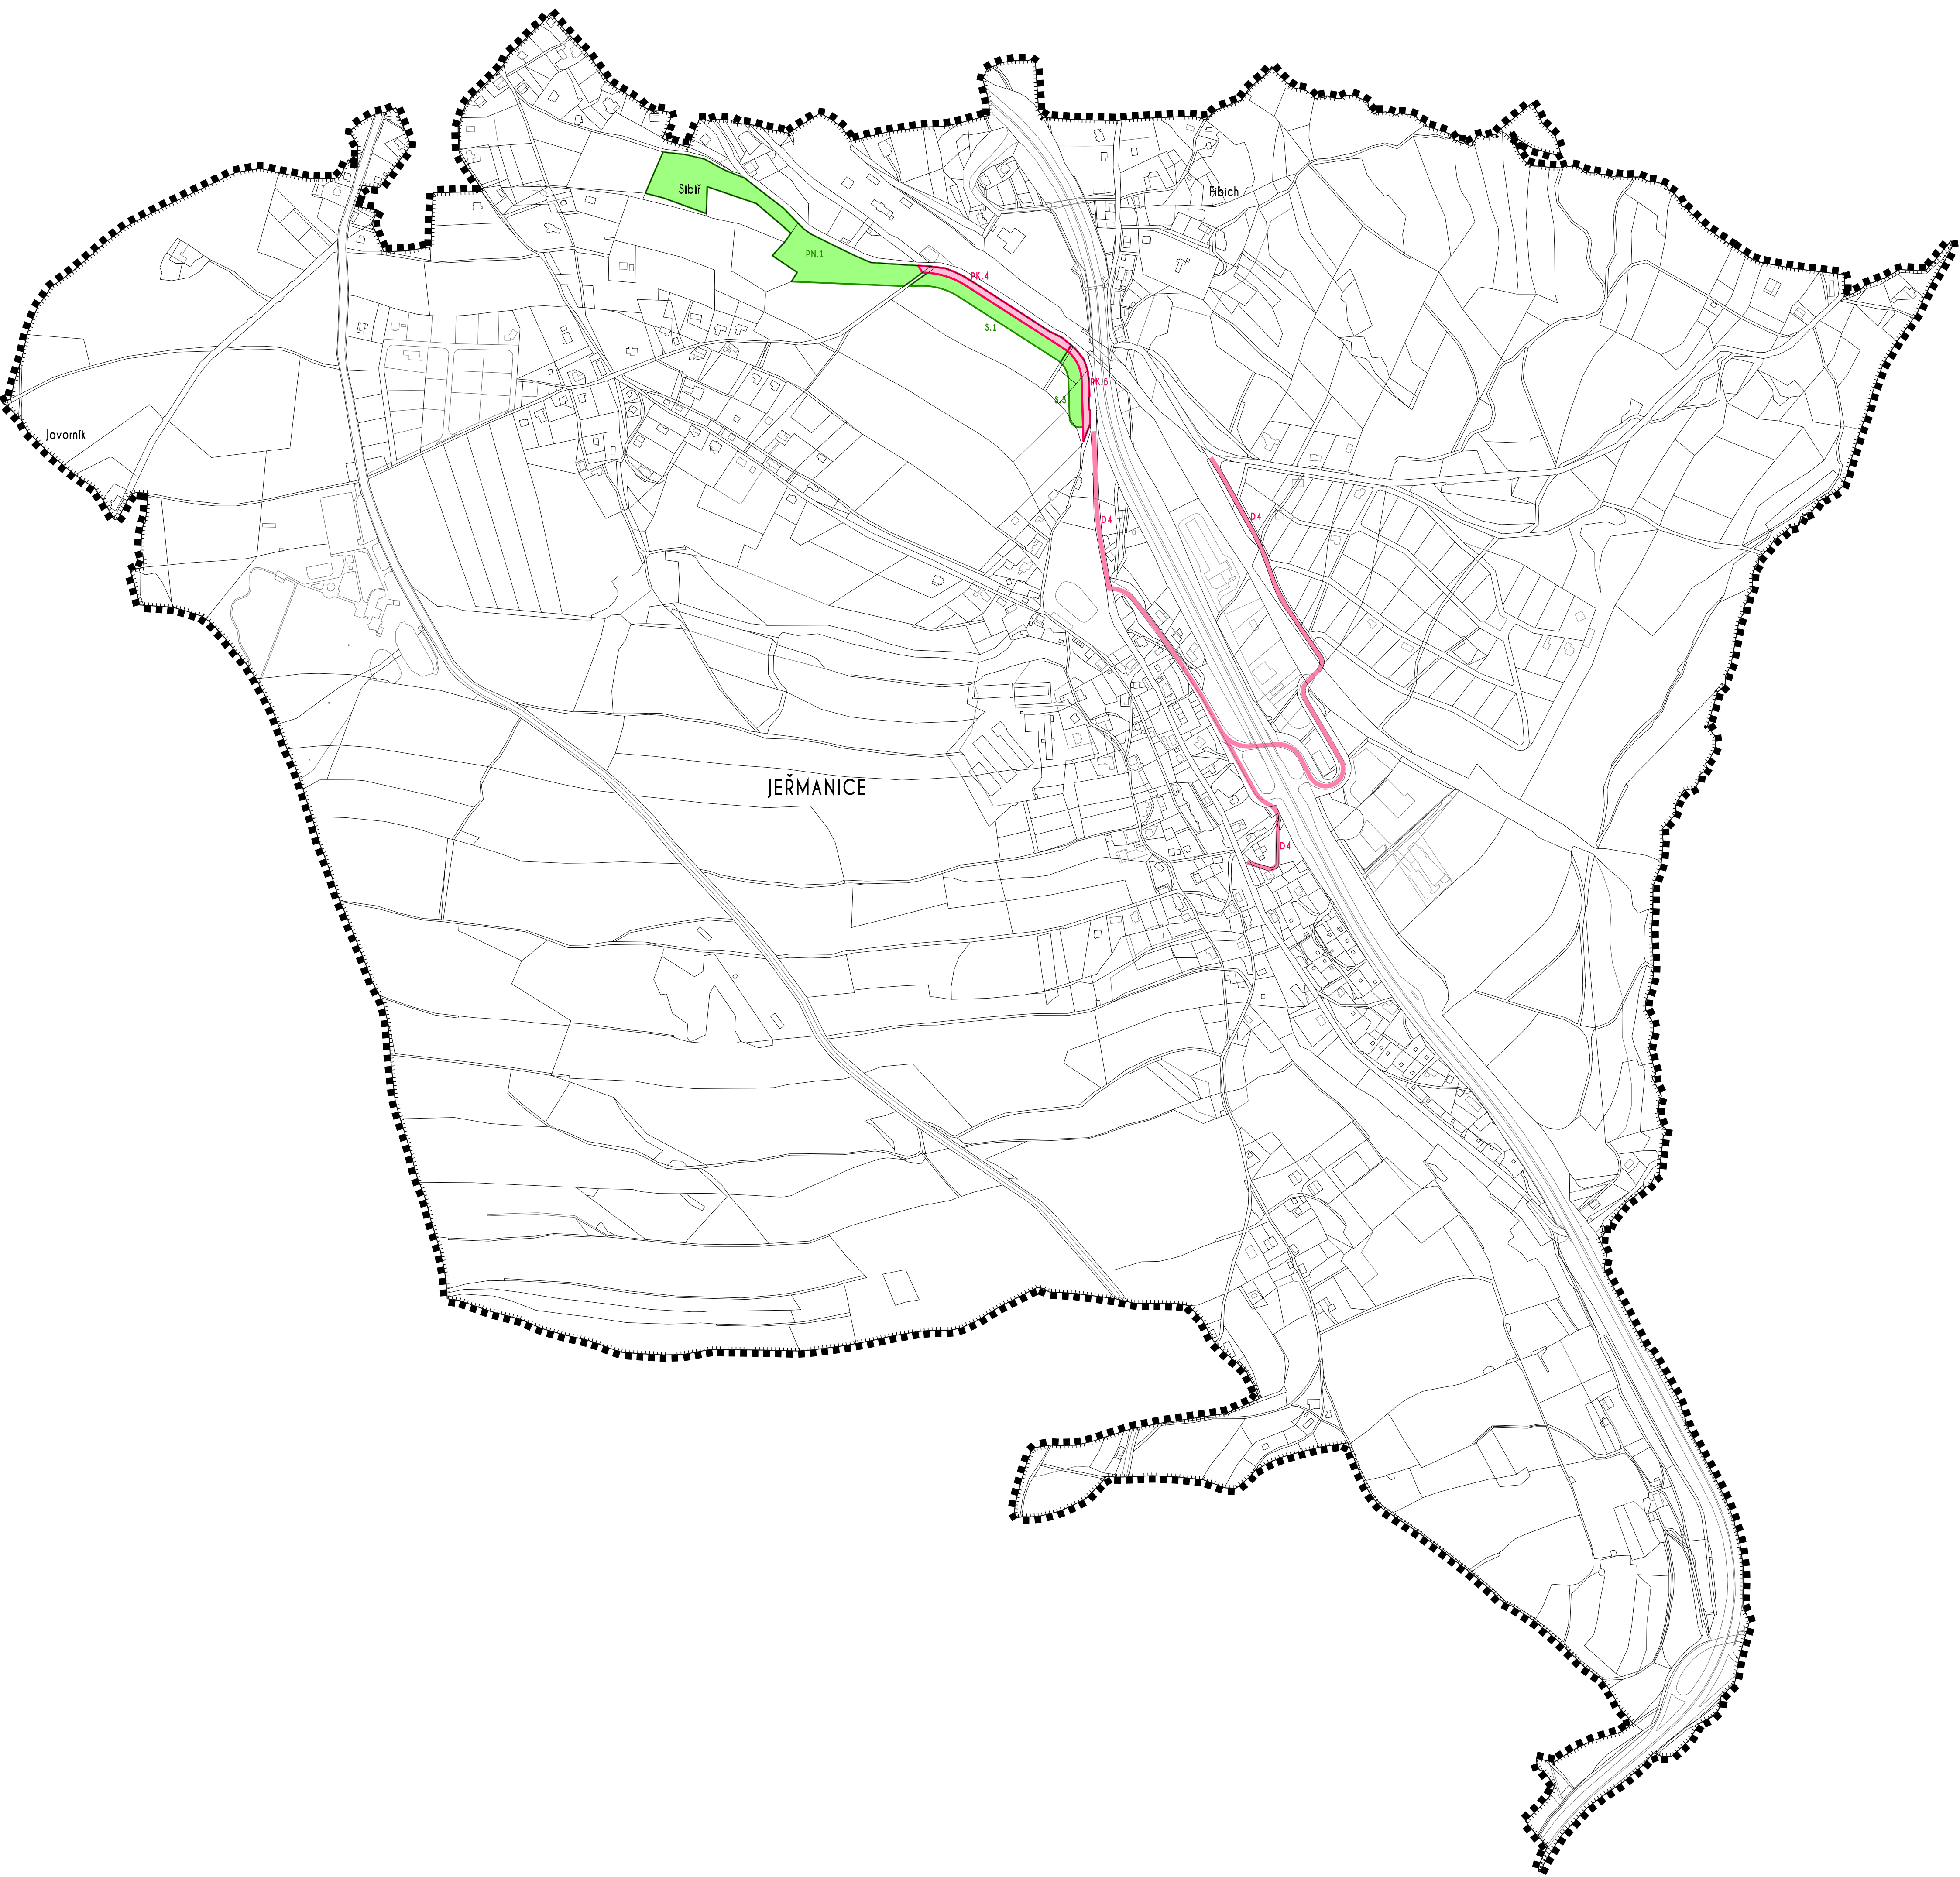 Sibiř
Fibich
PN.1
PK.4
S.1
PK.5
S.3
Javorník
D4
D4
JEŘMANICE
D4